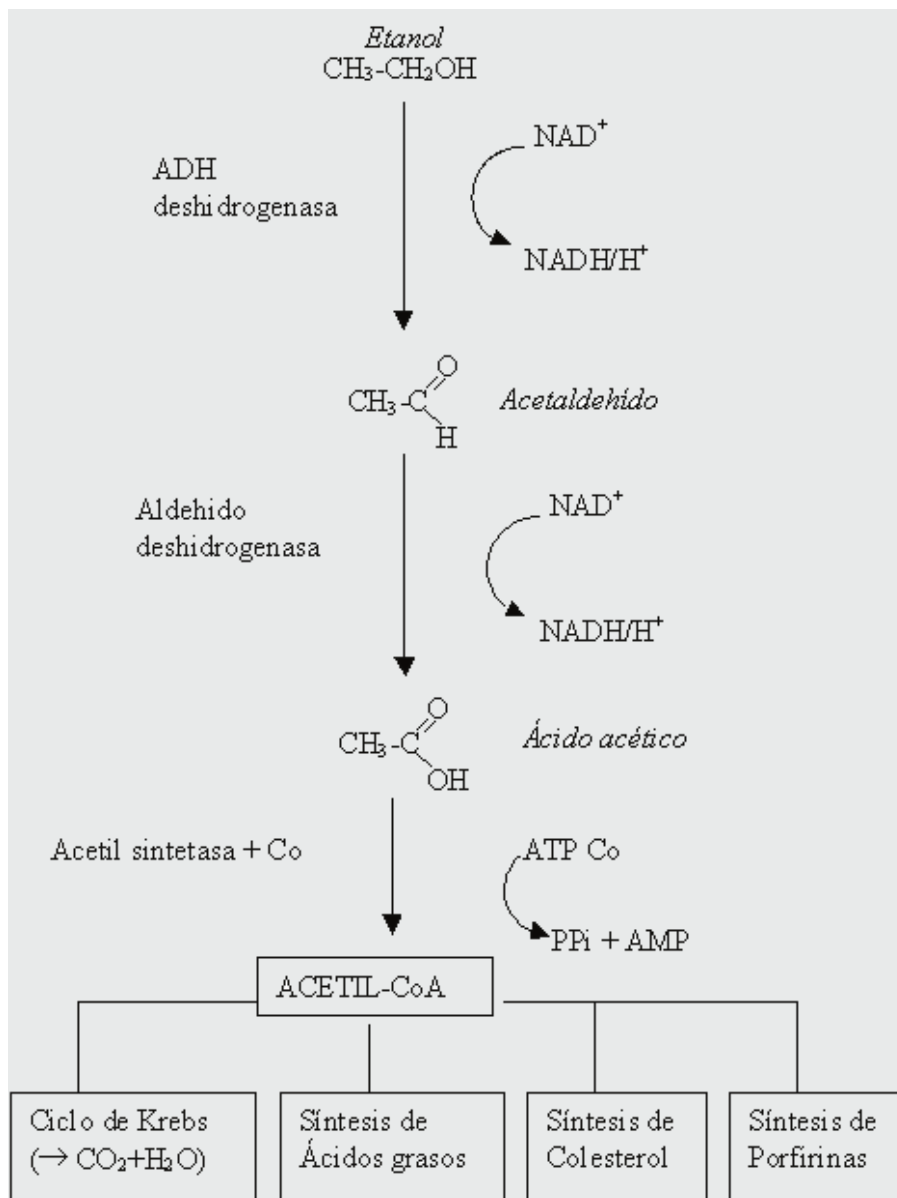 Etanol
CH₃-CH₂OH
NAD⁺
ADH
deshidrogenasa
NADH/H⁺
O
CH₃-C
H
Acetaldehído
Aldehido
deshidrogenasa
NAD⁺
NADH/H⁺
O
CH₃-C
OH
Ácido acético
Acetil sintetasa + Co
ATP Co
PPi + AMP
ACETIL-CoA
Ciclo de Krebs
(→ CO₂+H₂O)
Síntesis de
Ácidos grasos
Síntesis de
Colesterol
Síntesis de
Porfirinas